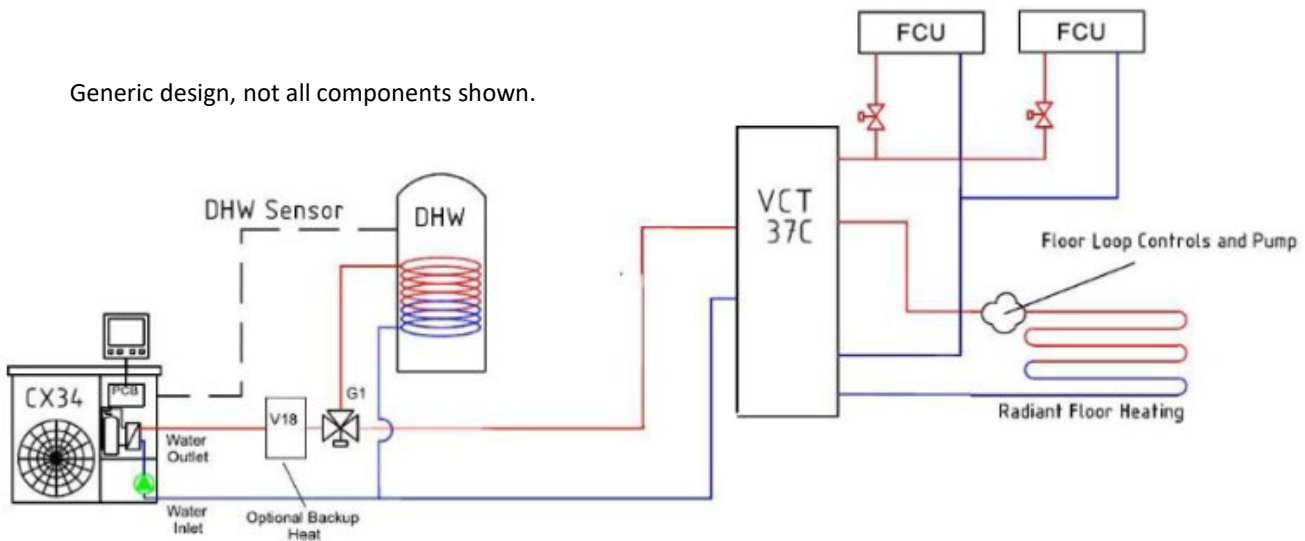 FCU
FCU
Generic design, not all components shown.
DHW Sensor
DHW
VCT
37C
Floor Loop Controls and Pump
CX34
PCB
V18
G1
Water
Outlet
Radiant Floor Heating
Water
Inlet
Optional Backup
Heat